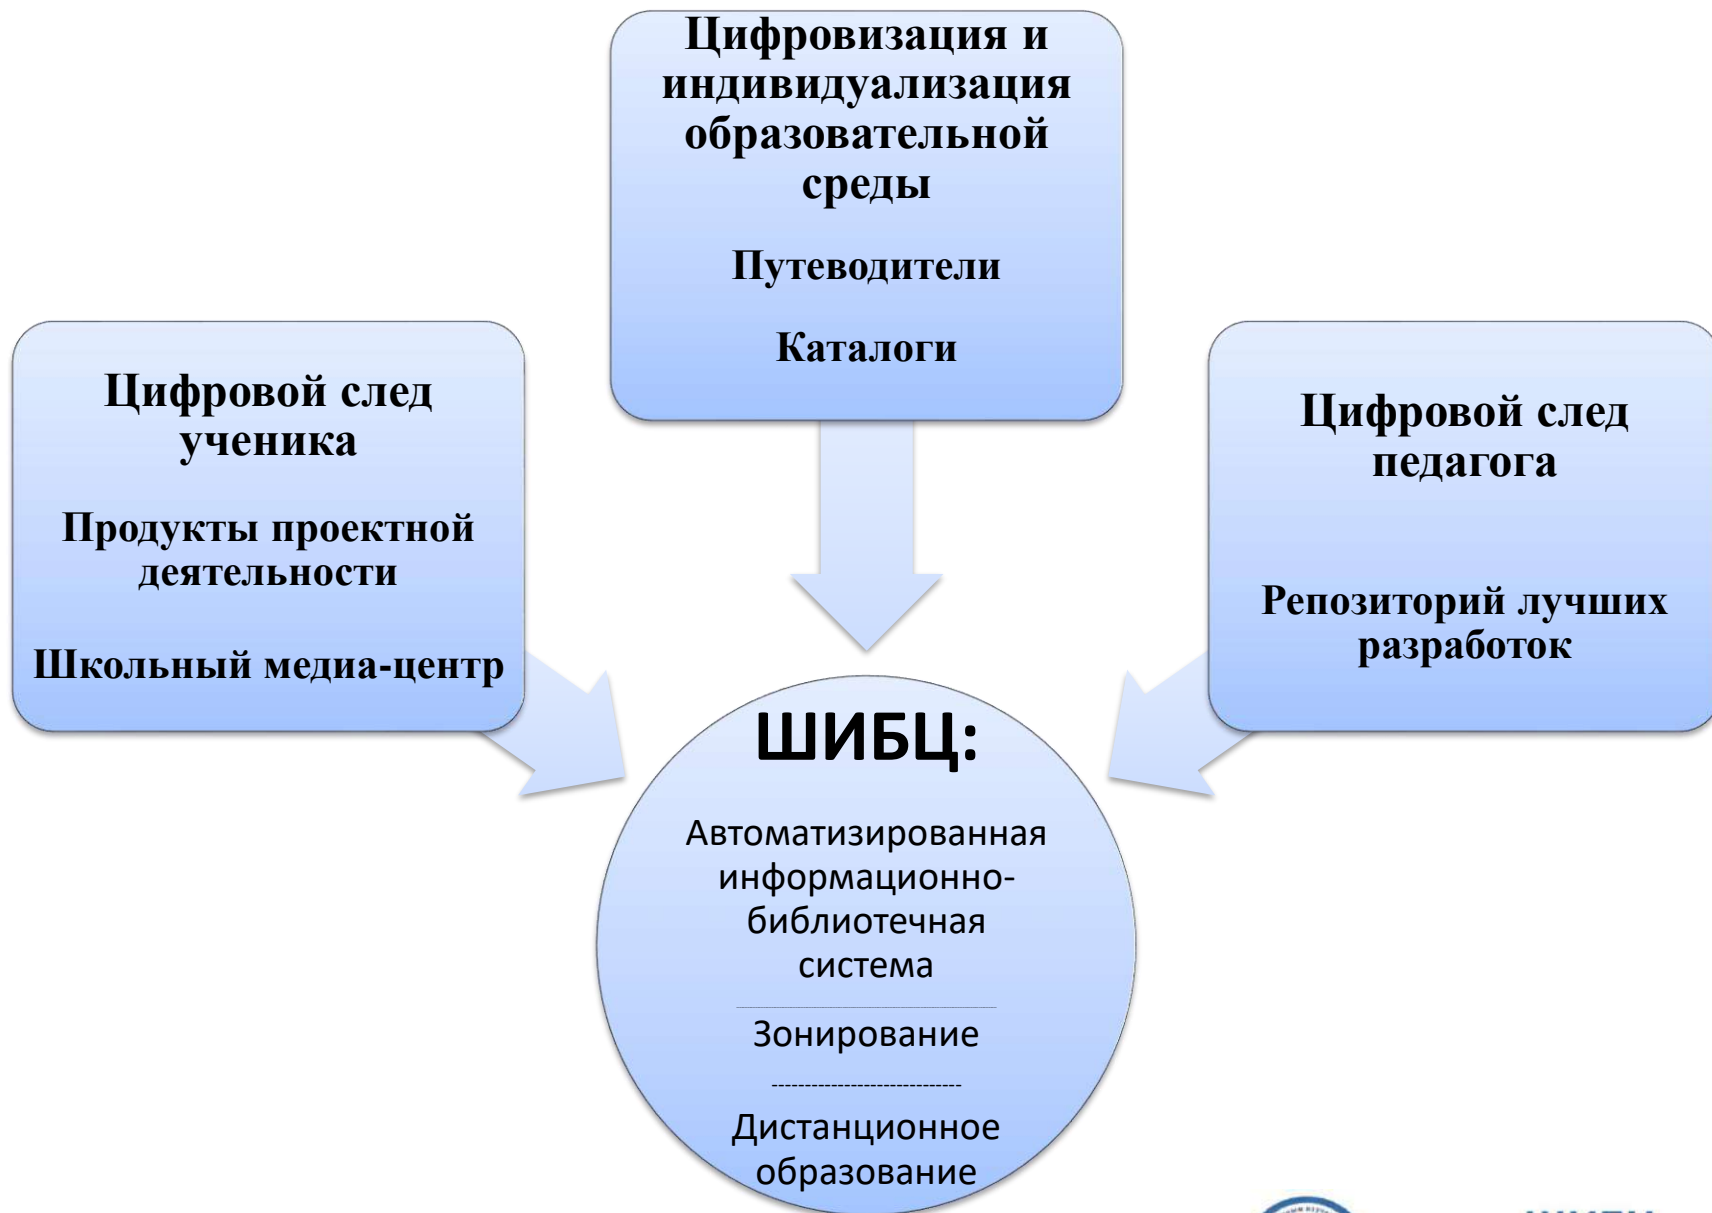 Цифровизация и
индивидуализация
образовательной
среды
Путеводители
Каталоги
Цифровой след
ученика
Продукты проектной
деятельности
Школьный медиа-центр
Цифровой след
педагога
Репозиторий лучших
разработок
ШИБЦ:
Автоматизированная
информационно-
библиотечная
система
Зонирование
-----------------------------
Дистанционное
образование